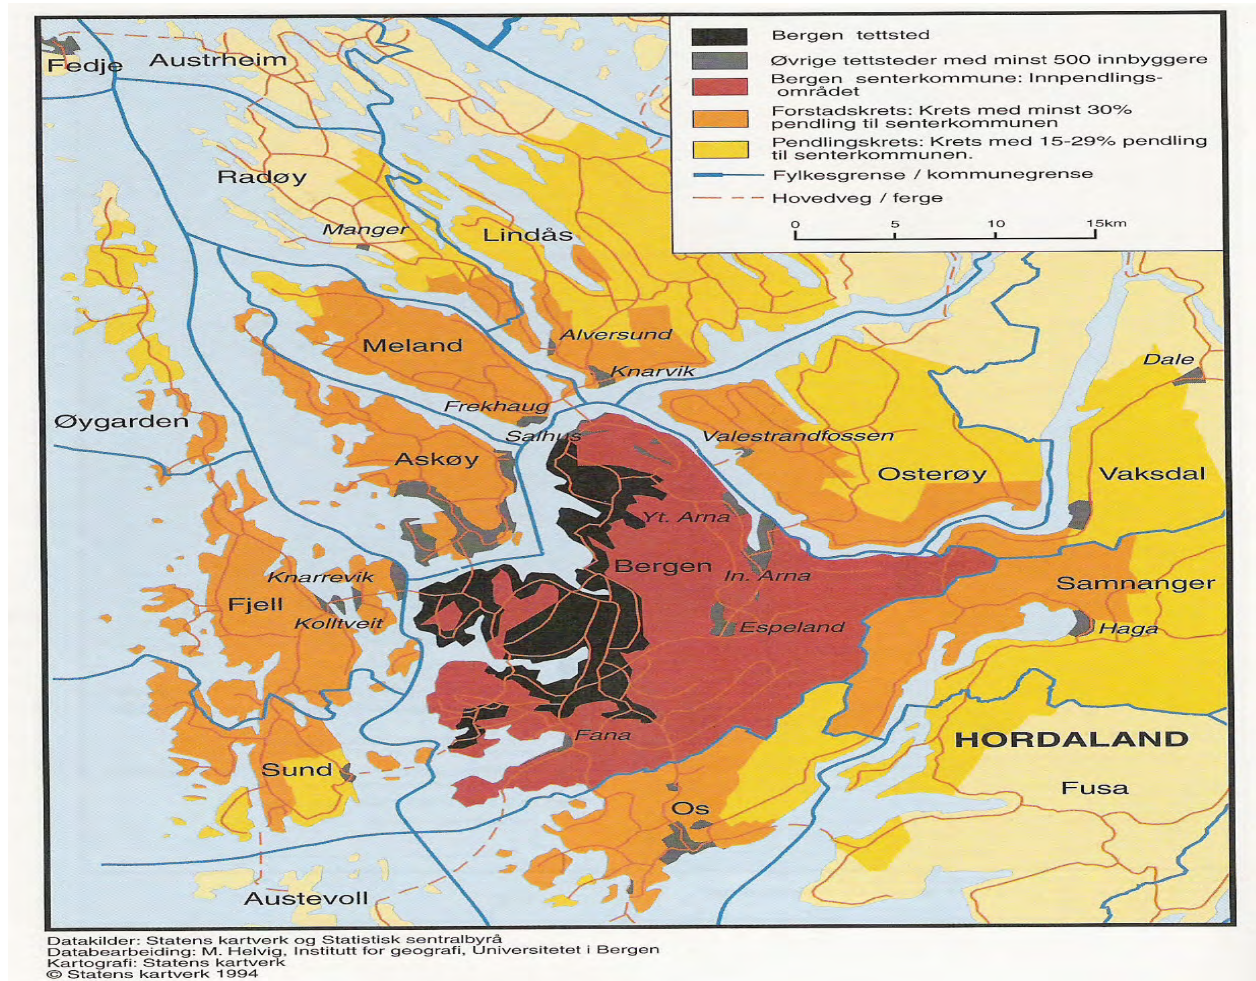 Bergen tettsted
Øvrige tettsteder med minst 500 innbyggere
Bergen senterkommune: Innpendlings-
området
Forstadskrets: Krets med minst 30%
pendling til senterkommunen
Pendlingskrets: Krets med 15-29% pendling
til senterkommunen.
Fylkesgrense / kommunegrense
Hovedveg / ferge
0 5 10 15km
Fedje
Austrheim
Radøy
Manger
Lindås
Alversund
Meland
Knarvik
Dale
Frekhaug
Øygarden
Salhus
Valestrandfossen
Askøy
Osterøy
Vaksdal
Yt. Arna
Bergen
In. Arna
Knarrevik
Samnanger
Fjell
Kolltveit
Espeland
Haga
Fana
HORDALAND
Sund
Fusa
Os
Austevoll
Datakilder: Statens kartverk og Statistisk sentralbyrå
Databearbeiding: M. Helvig, Institutt for geografi, Universitetet i Bergen
Kartografi: Statens kartverk
© Statens kartverk 1994